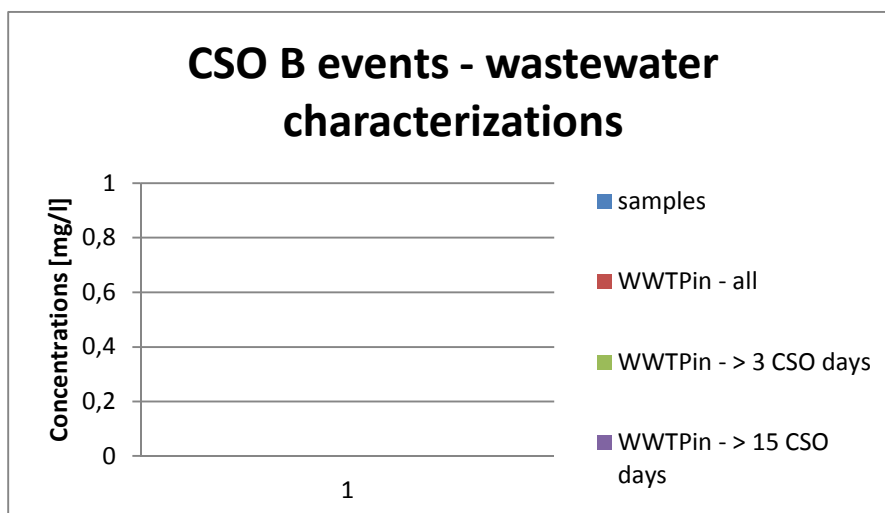 CSO B events - wastewater
characterizations
Concentrations [mg/l]
1
0,8
0,6
0,4
0,2
0
1
samples
WWTPin - all
WWTPin - > 3 CSO days
WWTPin - > 15 CSO
days